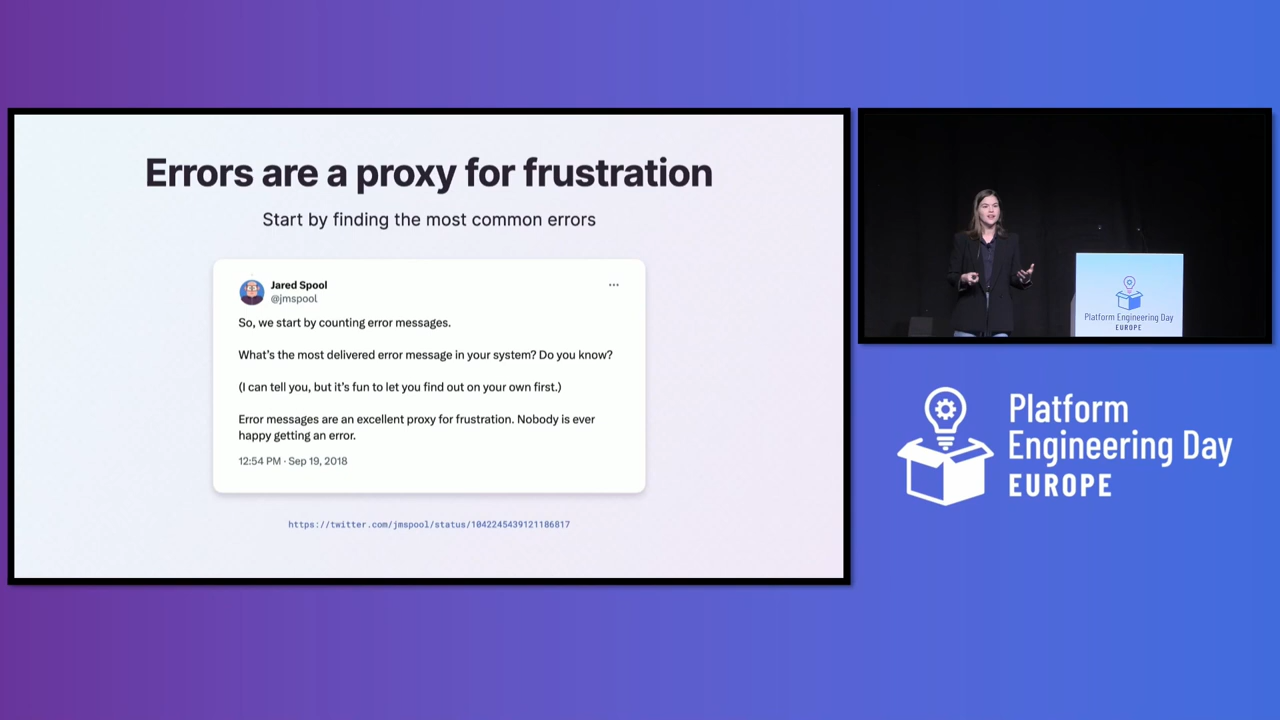 Errors are a proxy for frustration
Start by finding the most common errors
Jared Spool
@jmspool
So, we start by counting error messages.
What's the most delivered error message in your system? Do you know?
(I can tell you, but it's fun to let you find out on your own first.)
Error messages are an excellent proxy for frustration. Nobody is ever
happy getting an error.
12:54 PM · Sep 19, 2018
https://twitter.com/jmspool/status/1042245439121186817
Platform Engineering Day
EUROPE
Platform
Engineering Day
EUROPE